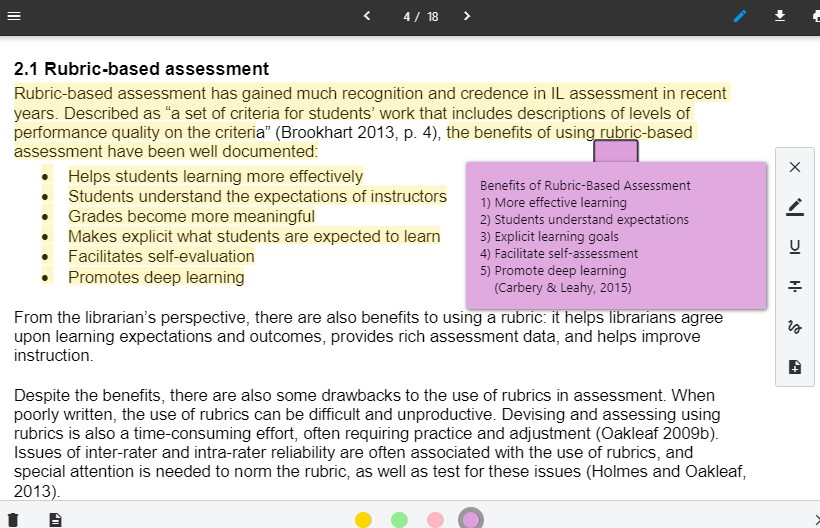 4 / 18
2.1 Rubric-based assessment
Rubric-based assessment has gained much recognition and credence in IL assessment in recent
years. Described as “a set of criteria for students’ work that includes descriptions of levels of
performance quality on the criteria” (Brookhart 2013, p. 4), the benefits of using rubric-based
assessment have been well documented:
• Helps students learning more effectively
• Students understand the expectations of instructors
• Grades become more meaningful
• Makes explicit what students are expected to learn
• Facilitates self-evaluation
• Promotes deep learning
Benefits of Rubric-Based Assessment
1) More effective learning
2) Students understand expectations
3) Explicit learning goals
4) Facilitate self-assessment
5) Promote deep learning
(Carbery & Leahy, 2015)
From the librarian’s perspective, there are also benefits to using a rubric: it helps librarians agree
upon learning expectations and outcomes, provides rich assessment data, and helps improve
instruction.
Despite the benefits, there are also some drawbacks to the use of rubrics in assessment. When
poorly written, the use of rubrics can be difficult and unproductive. Devising and assessing using
rubrics is also a time-consuming effort, often requiring practice and adjustment (Oakleaf 2009b).
Issues of inter-rater and intra-rater reliability are often associated with the use of rubrics, and
special attention is needed to norm the rubric, as well as test for these issues (Holmes and Oakleaf,
2013).